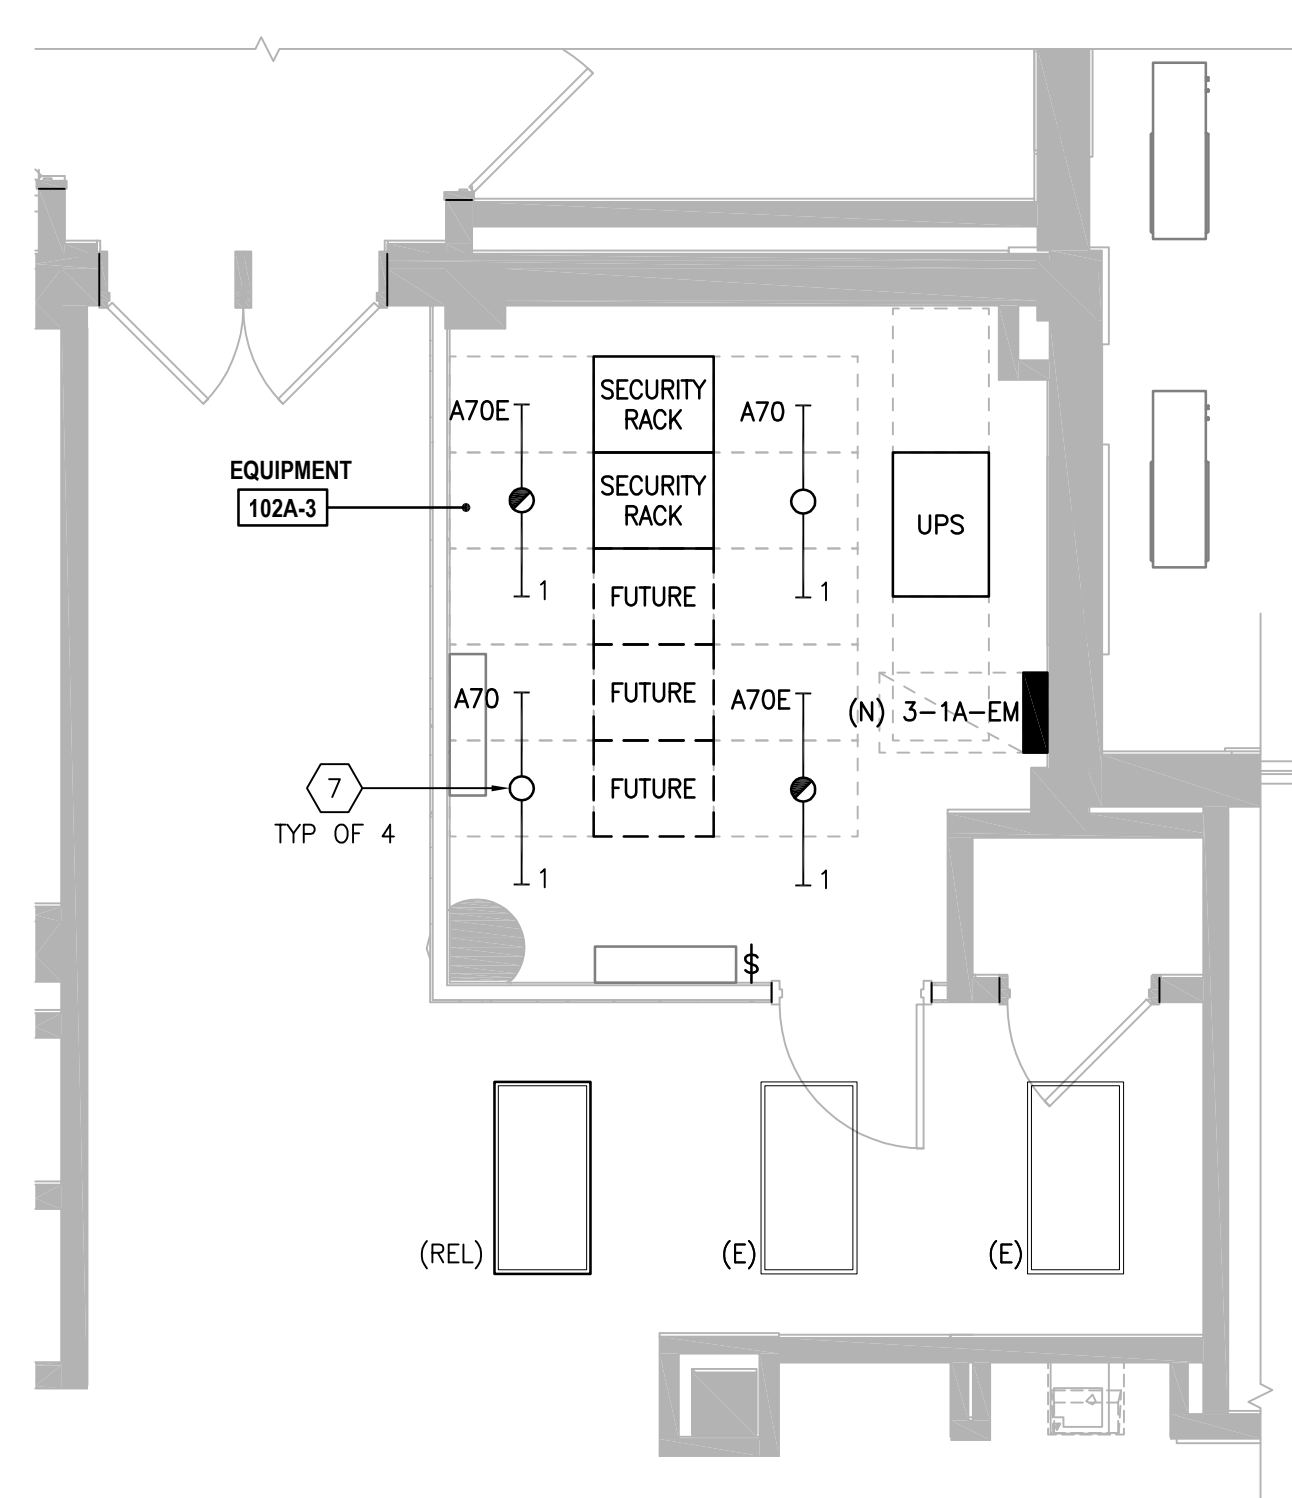 SECURITY
RACK
A70E
A70
EQUIPMENT
102A-3
SECURITY
RACK
UPS
1
FUTURE
1
A70
FUTURE
A70E
(N) 3-1A-EM
7
FUTURE
TYP OF 4
1
1
$
(REL)
(E)
(E)